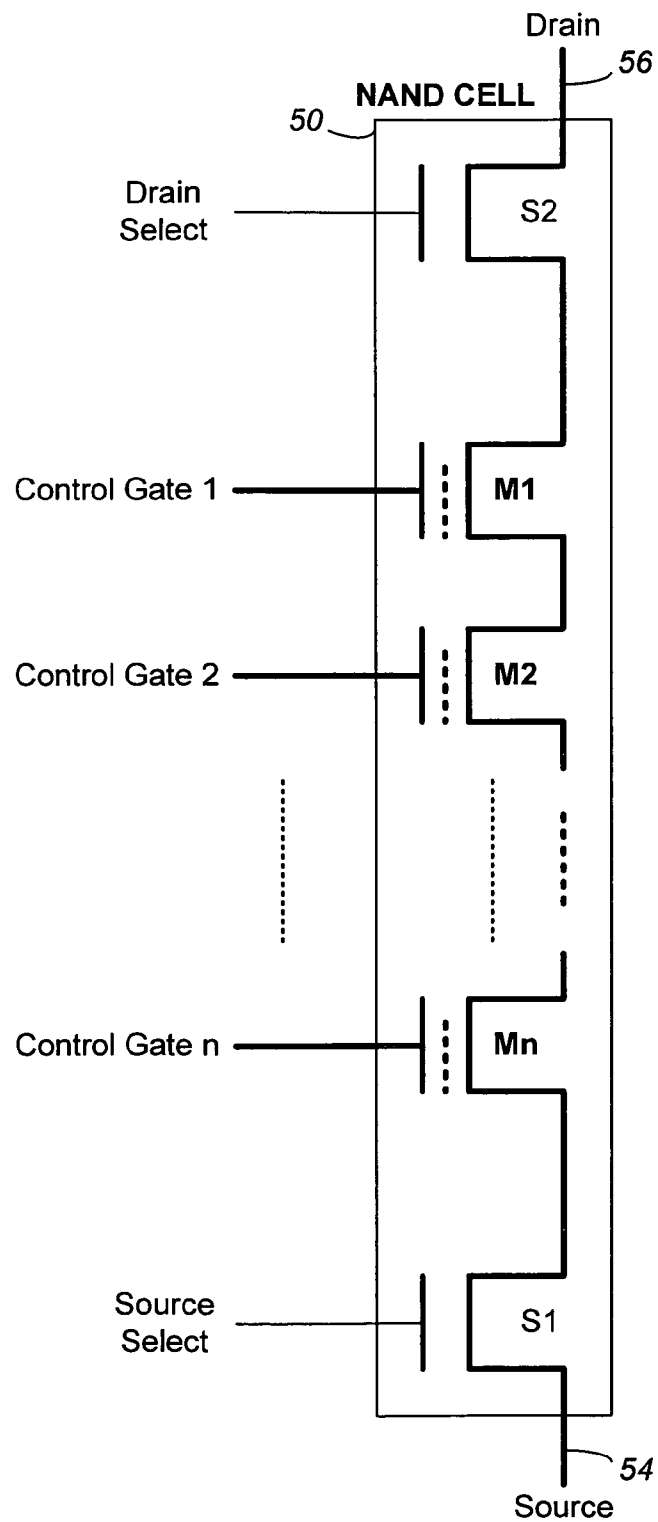 Drain
56
NAND CELL
50
Drain
Select
S2
Control Gate 1
M1
Control Gate 2
M2
Control Gate n
Mn
Source
Select
S1
54
Source